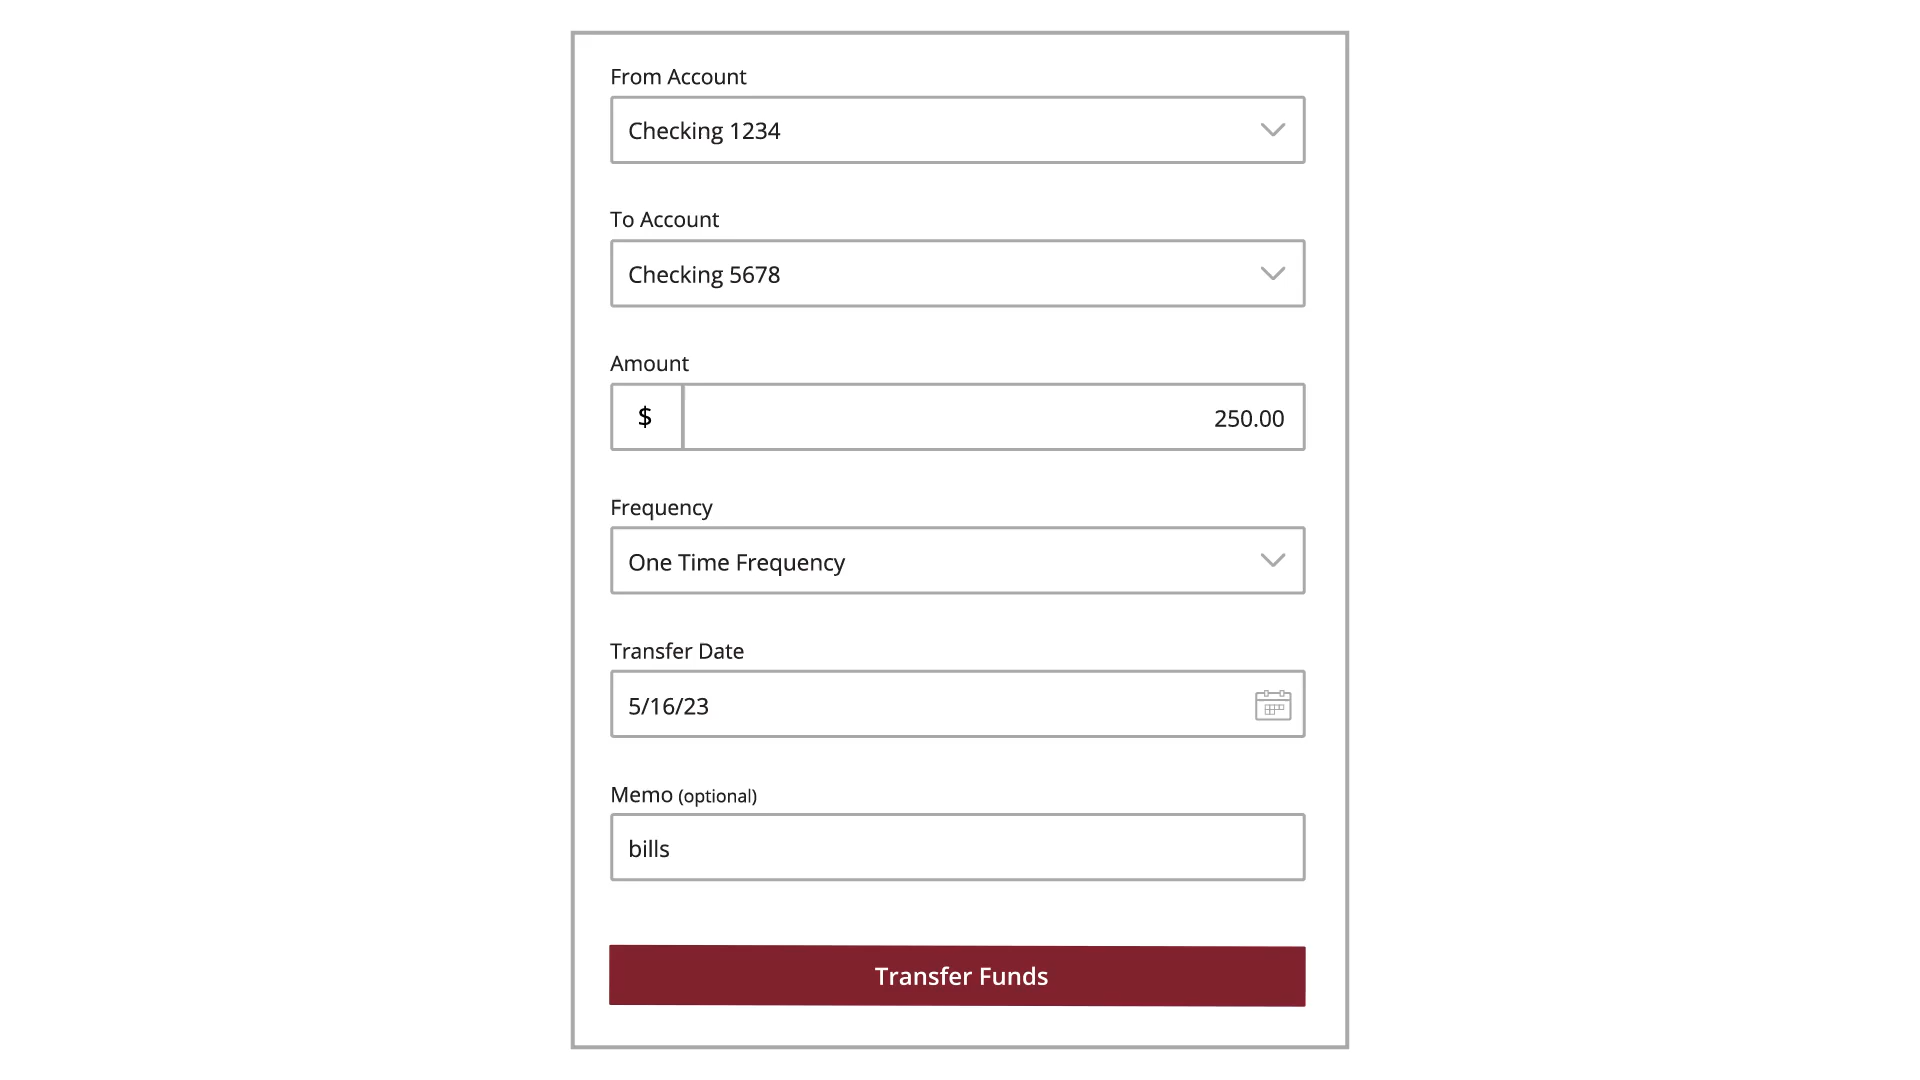 From Account
Checking 1234
To Account
Checking 5678
Amount
$ 250.00
Frequency
One Time Frequency
Transfer Date
5/16/23
Memo (optional)
bills
Transfer Funds